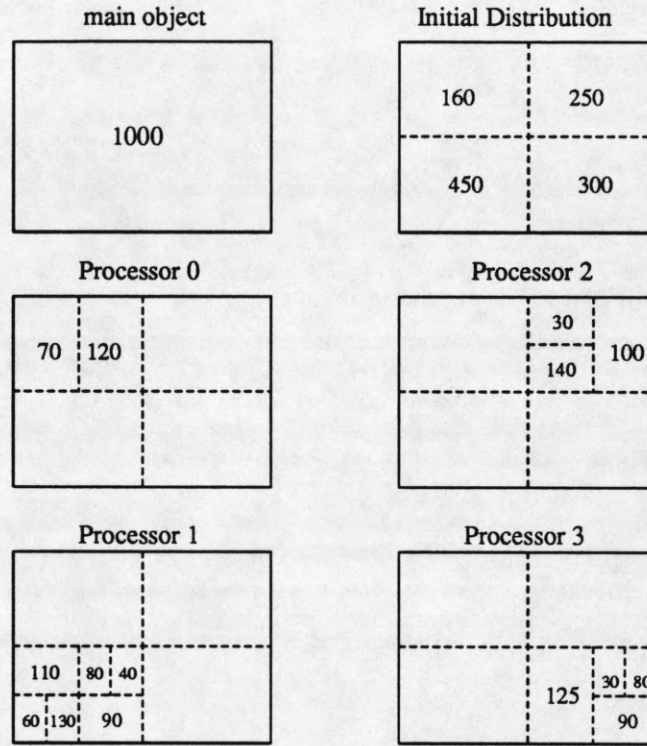 main object
1000
Initial Distribution
160 250
450 300
Processor 0
70 120
Processor 2
30
100
140
Processor 1
110 80 40
60 130 90
Processor 3
125
30 80
90